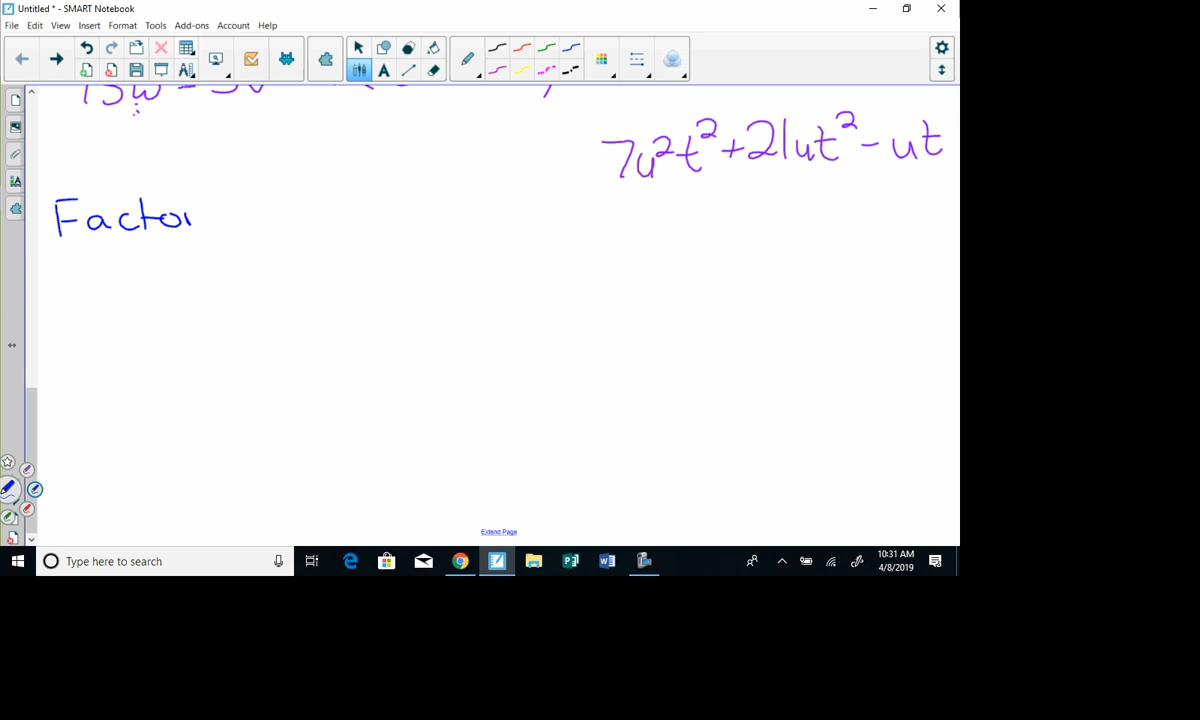 Untitled * - SMART Notebook
File Edit View Insert Format Tools Add-ons Account Help
7u²t² + 21ut² - ut
Factor
Extend Page
Type here to search
10:31 AM
4/8/2019